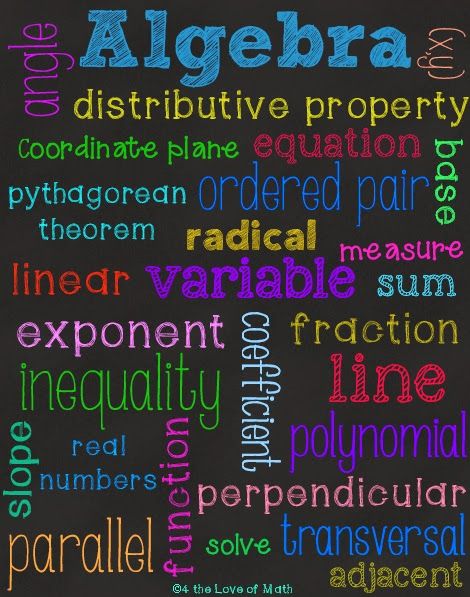 angle
Algebra
(x,y)
distributive property
Coordinate plane
equation
base
pythagorean
theorem
ordered pair
radical
measure
linear
variable
sum
exponent
coefficient
fraction
inequality
line
slope
real
numbers
function
polynomial
perpendicular
parallel
solve
transversal
adjacent
©4 the Love of Math